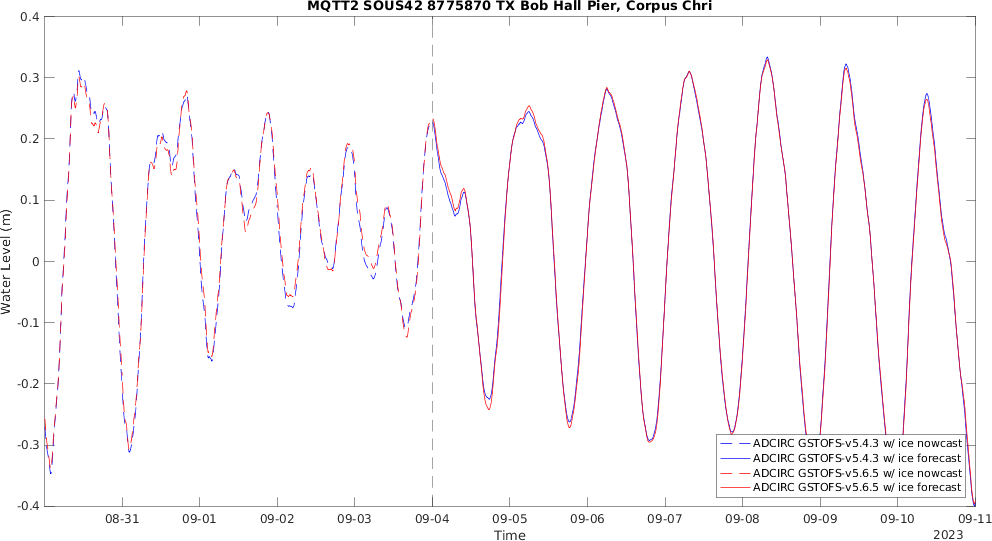 MQTT2 SOUS42 8775870 TX Bob Hall Pier, Corpus Chri
0.4
0.3
0.2
0.1
0
-0.1
-0.2
-0.3
-0.4
Water Level (m)
08-31 09-01 09-02 09-03 09-04 09-05 09-06 09-07 09-08 09-09 09-10 09-11
Time
2023
ADCIRC GSTOFS-v5.4.3 w/ ice nowcast
ADCIRC GSTOFS-v5.4.3 w/ ice forecast
ADCIRC GSTOFS-v5.6.5 w/ ice nowcast
ADCIRC GSTOFS-v5.6.5 w/ ice forecast